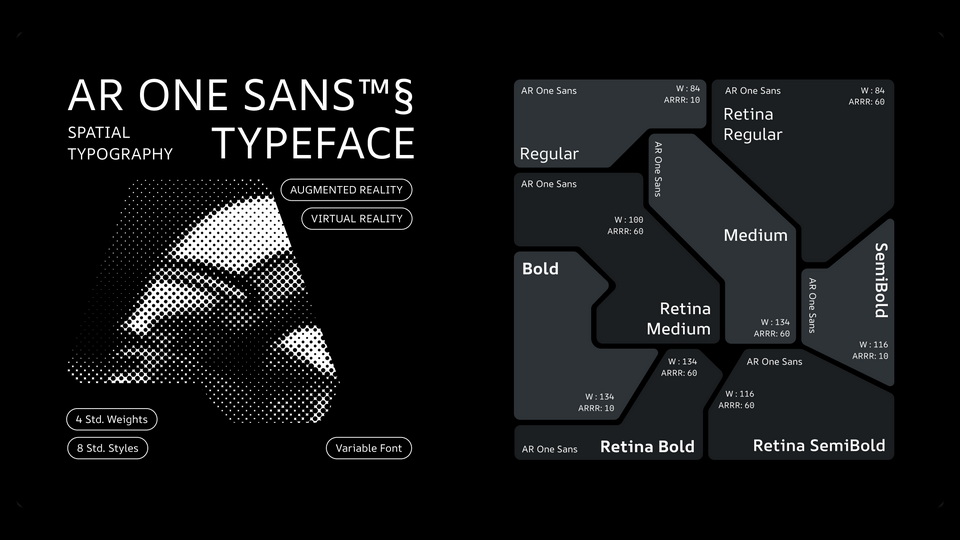 AR ONE SANS™§
SPATIAL
TYPOGRAPHY
TYPEFACE
AUGMENTED REALITY
VIRTUAL REALITY
4 Std. Weights
8 Std. Styles
Variable Font
AR One Sans
W : 84
ARRR: 10
Regular
AR One Sans
W : 84
ARRR: 60
Retina
Regular
AR One Sans
W : 100
ARRR: 60
Retina
Medium
AR One Sans
Medium
W : 134
ARRR: 60
SemiBold
AR One Sans
W : 116
ARRR: 10
Bold
W : 134
ARRR: 10
W : 134
ARRR: 60
AR One Sans
Retina Bold
AR One Sans
W : 116
ARRR: 60
Retina SemiBold